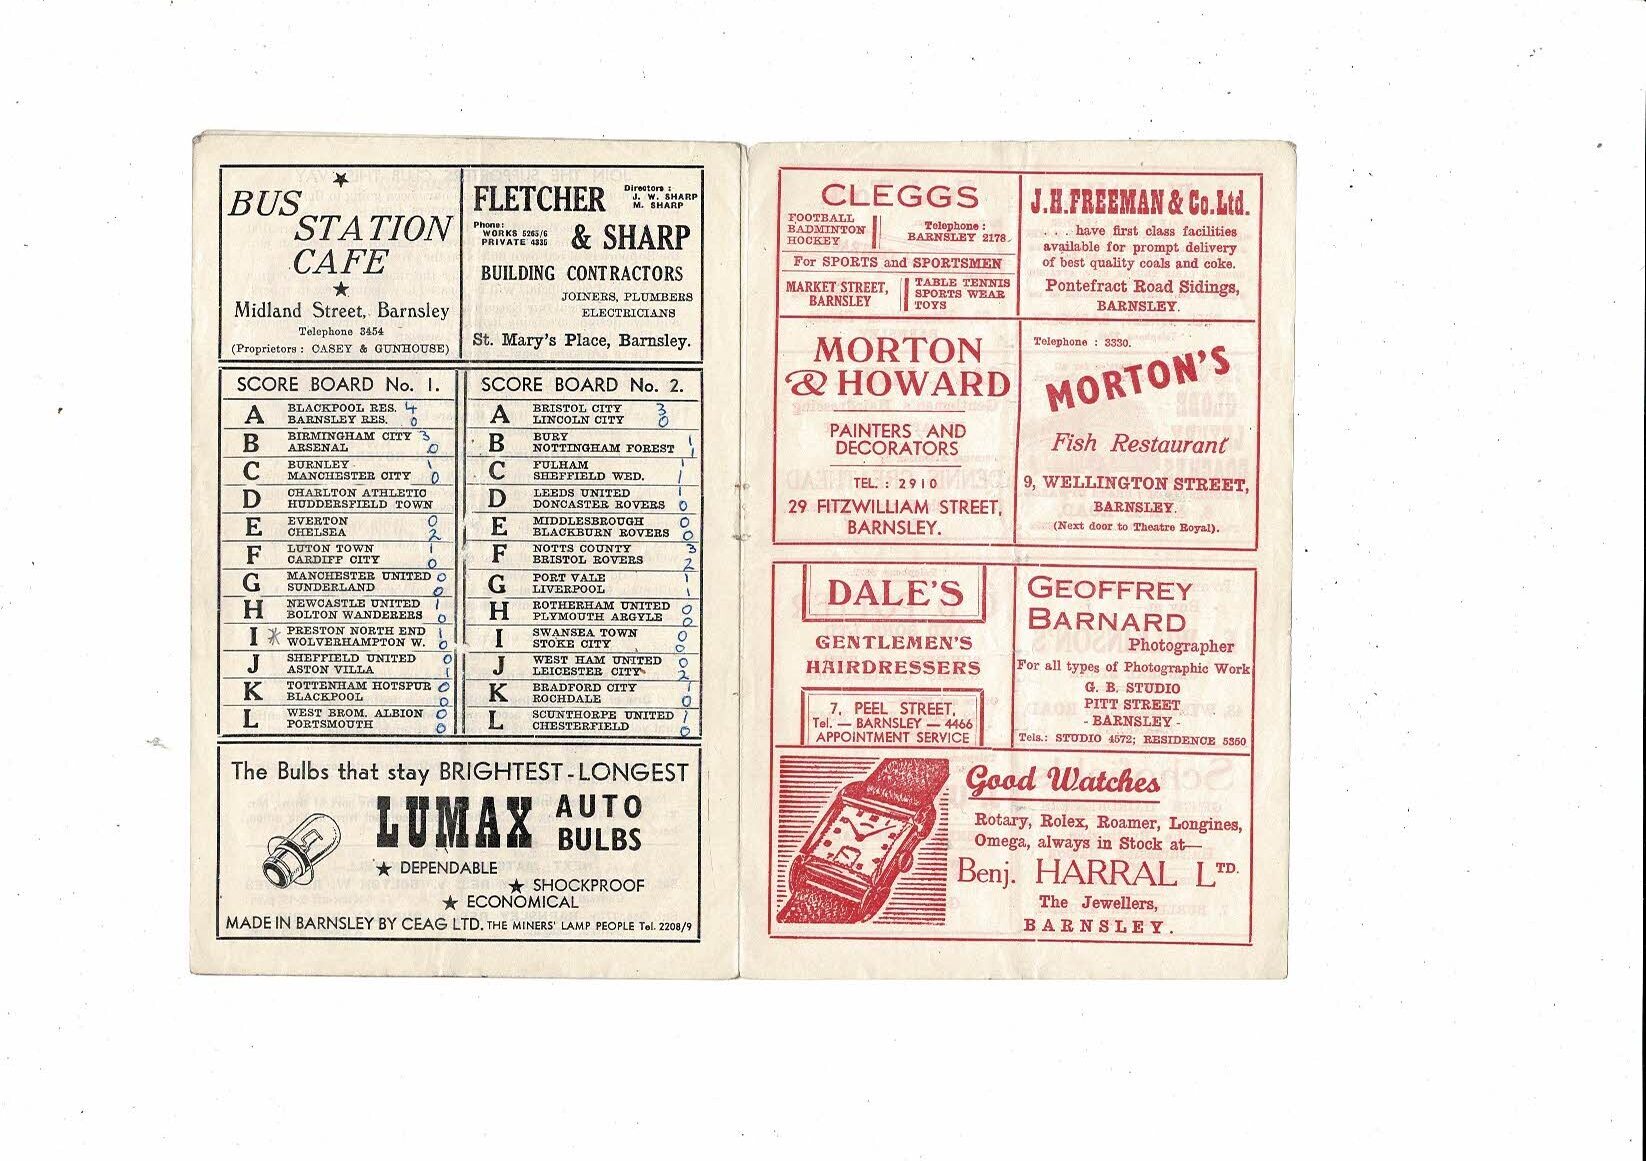 BUS
STATION
CAFE
Midland Street, Barnsley
Telephone 3454
(Proprietors : CASEY & GUNHOUSE)
FLETCHER
Directors :
J. W. SHARP
M. SHARP
Phone:
WORKS 5265/6
PRIVATE 4335
& SHARP
BUILDING CONTRACTORS
JOINERS, PLUMBERS
ELECTRICIANS
St. Mary's Place, Barnsley.
SCORE BOARD No. 1.
A BLACKPOOL RES. 4
BARNSLEY RES. 0
B BIRMINGHAM CITY 3
ARSENAL 0
C BURNLEY 1
MANCHESTER CITY 0
D CHARLTON ATHLETIC
HUDDERSFIELD TOWN
E EVERTON 0
CHELSEA 2
F LUTON TOWN 1
CARDIFF CITY 0
G MANCHESTER UNITED 0
SUNDERLAND 0
H NEWCASTLE UNITED 1
BOLTON WANDERERS 0
I PRESTON NORTH END 1
WOLVERHAMPTON W. 0
J SHEFFIELD UNITED 0
ASTON VILLA 1
K TOTTENHAM HOTSPUR 0
BLACKPOOL 0
L WEST BROM. ALBION 0
PORTSMOUTH 0
SCORE BOARD No. 2.
A BRISTOL CITY 3
LINCOLN CITY 0
B BURY 1
NOTTINGHAM FOREST 1
C FULHAM 1
SHEFFIELD WED. 1
D LEEDS UNITED 1
DONCASTER ROVERS 0
E MIDDLESBROUGH 0
BLACKBURN ROVERS 0
F NOTTS COUNTY 3
BRISTOL ROVERS 2
G PORT VALE 1
LIVERPOOL 1
H ROTHERHAM UNITED 0
PLYMOUTH ARGYLE 0
I SWANSEA TOWN 0
STOKE CITY 0
J WEST HAM UNITED 0
LEICESTER CITY 2
K BRADFORD CITY 1
ROCHDALE 0
L SCUNTHORPE UNITED 1
CHESTERFIELD 0
The Bulbs that stay BRIGHTEST - LONGEST
LUMAX AUTO
BULBS
★ DEPENDABLE
★ SHOCKPROOF
★ ECONOMICAL
MADE IN BARNSLEY BY CEAG LTD. THE MINERS' LAMP PEOPLE Tel. 2208/9
CLEGGS
FOOTBALL
BADMINTON
HOCKEY
Telephone :
BARNSLEY 2178.
For SPORTS and SPORTSMEN
MARKET STREET,
BARNSLEY
TABLE TENNIS
SPORTS WEAR
TOYS
J.H.FREEMAN & Co.Ltd.
. . . have first class facilities
available for prompt delivery
of best quality coals and coke.
Pontefract Road Sidings,
BARNSLEY.
MORTON
& HOWARD
PAINTERS AND
DECORATORS
TEL. : 2910
29 FITZWILLIAM STREET,
BARNSLEY.
Telephone : 3330.
MORTON'S
Fish Restaurant
9, WELLINGTON STREET,
BARNSLEY.
(Next door to Theatre Royal).
DALE'S
GENTLEMEN'S
HAIRDRESSERS
7, PEEL STREET,
Tel. — BARNSLEY — 4466
APPOINTMENT SERVICE
GEOFFREY
BARNARD
Photographer
For all types of Photographic Work
G. B. STUDIO
PITT STREET
- BARNSLEY -
Tels.: STUDIO 4572; RESIDENCE 5350
Good Watches
Rotary, Rolex, Roamer, Longines,
Omega, always in Stock at—
Benj. HARRAL LTD.
The Jewellers,
BARNSLEY.